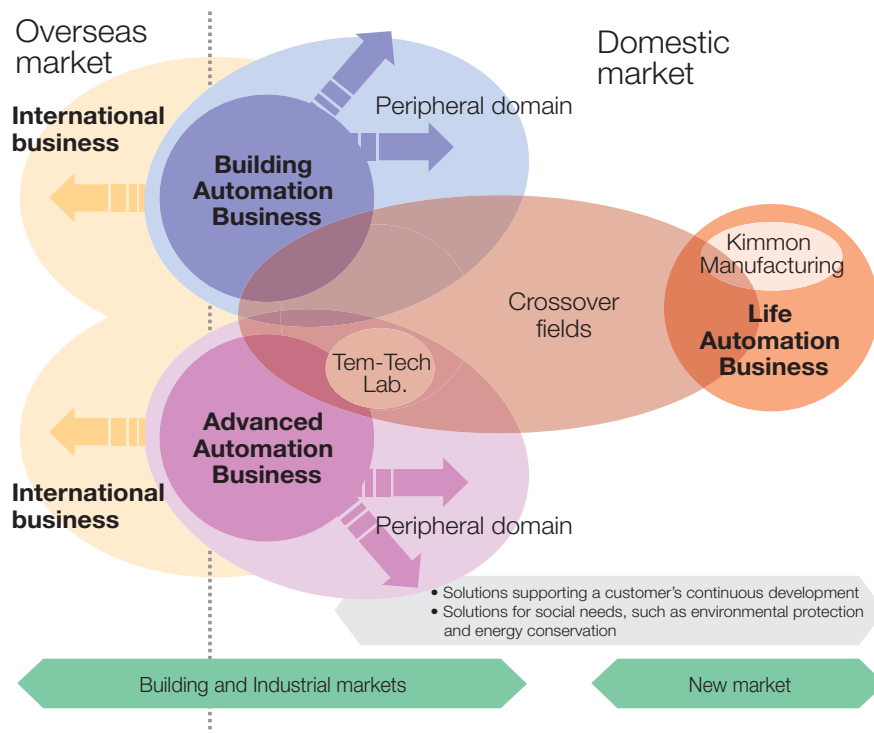 Overseas
market
Domestic
market
International
business
Peripheral domain
Building
Automation
Business
Kimmon
Manufacturing
Crossover
fields
Life
Automation
Business
Tem-Tech
Lab.
Advanced
Automation
Business
International
business
Peripheral domain
• Solutions supporting a customer’s continuous development
• Solutions for social needs, such as environmental protection
and energy conservation
Building and Industrial markets
New market